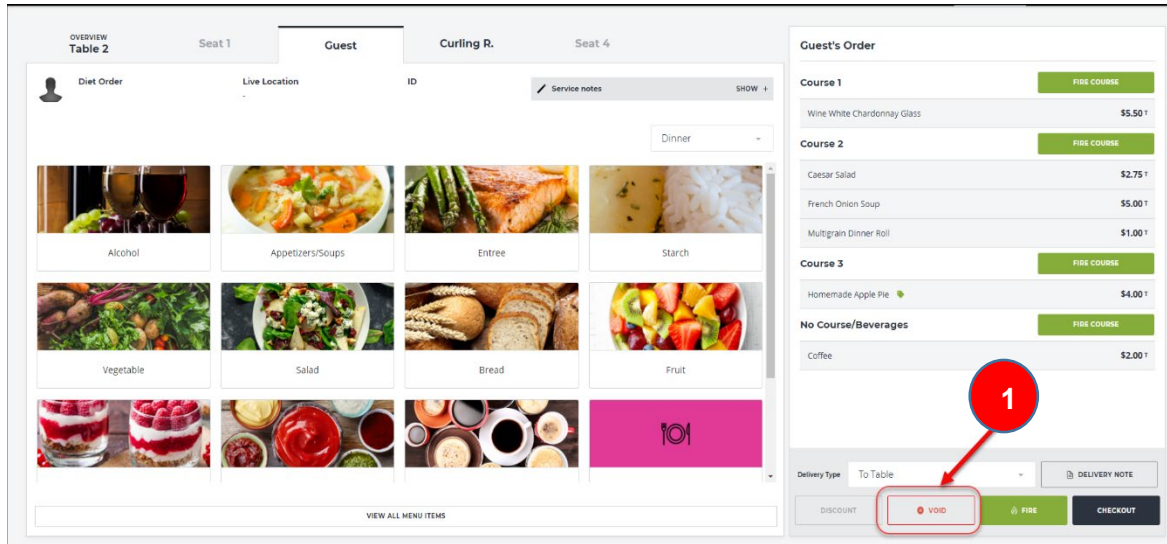 OVERVIEW
Table 2
Seat 1
Guest
Curling R.
Seat 4
Diet Order
Live Location
-
ID
Service notes
SHOW +
Dinner
Alcohol
Appetizers/Soups
Entree
Starch
Vegetable
Salad
Bread
Fruit
VIEW ALL MENU ITEMS
Guest's Order
Course 1 FIRE COURSE
Wine White Chardonnay Glass $5.50 T
Course 2 FIRE COURSE
Caesar Salad $2.75 T
French Onion Soup $5.00 T
Multigrain Dinner Roll $1.00 T
Course 3 FIRE COURSE
Homemade Apple Pie $4.00 T
No Course/Beverages FIRE COURSE
Coffee $2.00 T
1
Delivery Type To Table DELIVERY NOTE
DISCOUNT VOID FIRE CHECKOUT